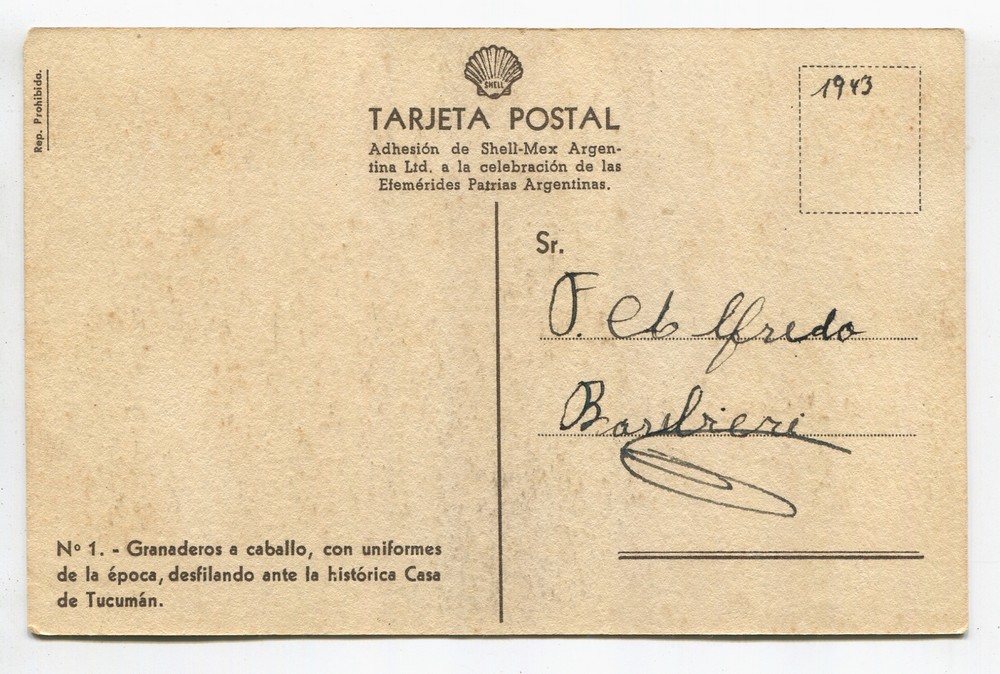 Rep. Prohibida.
SHELL
TARJETA POSTAL
Adhesión de Shell-Mex Argen-
tina Ltd. a la celebración de las
Efemérides Patrias Argentinas.
1943
Sr.
Alfredo
Barbieri
Nº 1. - Granaderos a caballo, con uniformes
de la época, desfilando ante la histórica Casa
de Tucumán.